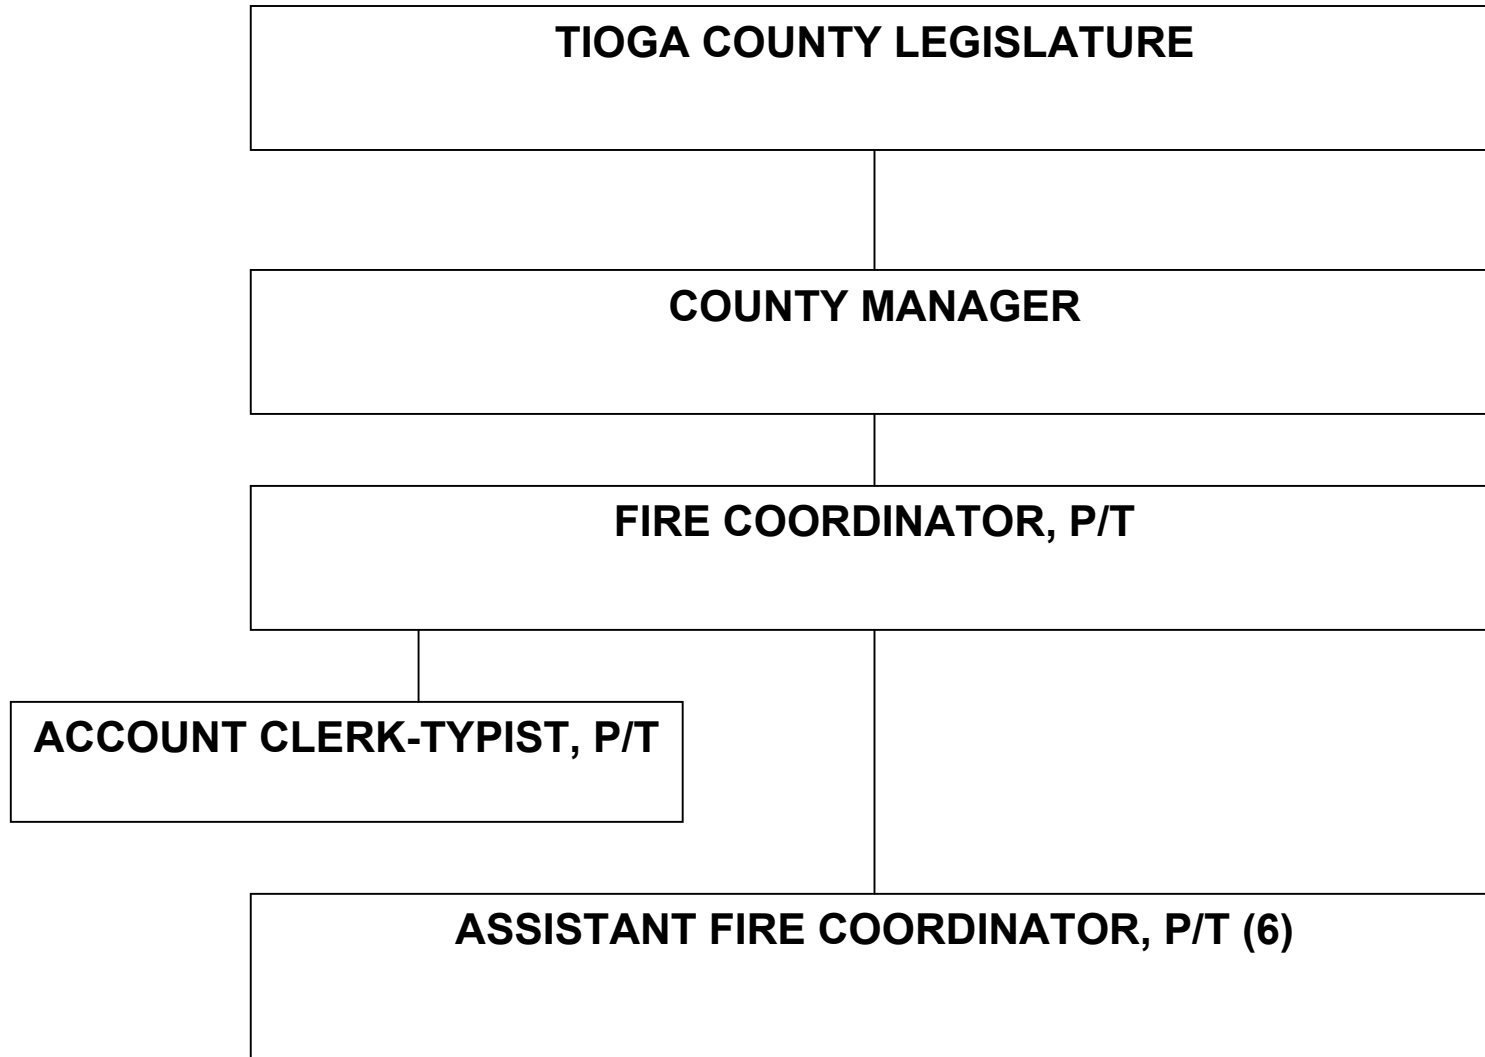 TIOGA COUNTY LEGISLATURE
COUNTY MANAGER
FIRE COORDINATOR, P/T
ACCOUNT CLERK-TYPIST, P/T
ASSISTANT FIRE COORDINATOR, P/T (6)